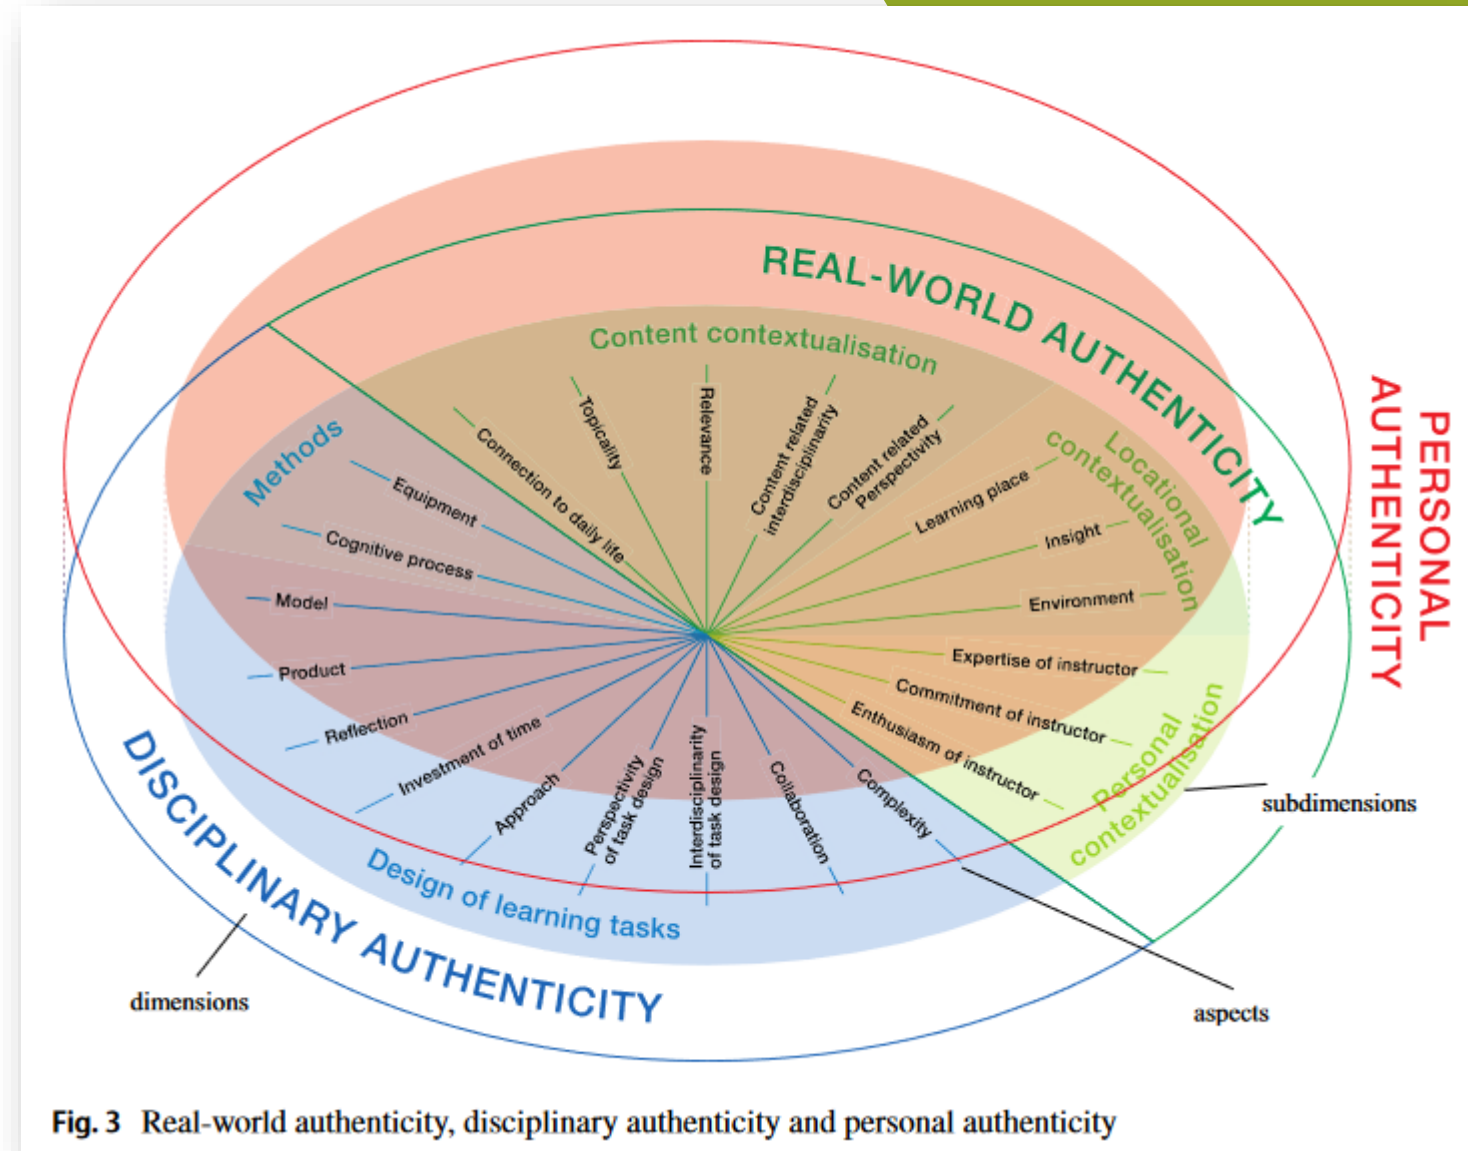 REAL-WORLD AUTHENTICITY
PERSONAL
AUTHENTICITY
Content contextualisation
Locational
contextualisation
Methods
Connection to daily life
Topicality
Relevance
Content related
interdisciplinarity
Content related
Perspectivity
Learning place
Insight
Environment
Equipment
Cognitive process
Model
Product
Reflection
Investment of time
Approach
Perspectivity
of task design
Interdisciplinarity
of task design
Collaboration
Complexity
Expertise of instructor
Commitment of instructor
Enthusiasm of instructor
Personal
contextualisation
Design of learning tasks
DISCIPLINARY AUTHENTICITY
subdimensions
dimensions
aspects
Fig. 3 Real-world authenticity, disciplinary authenticity and personal authenticity